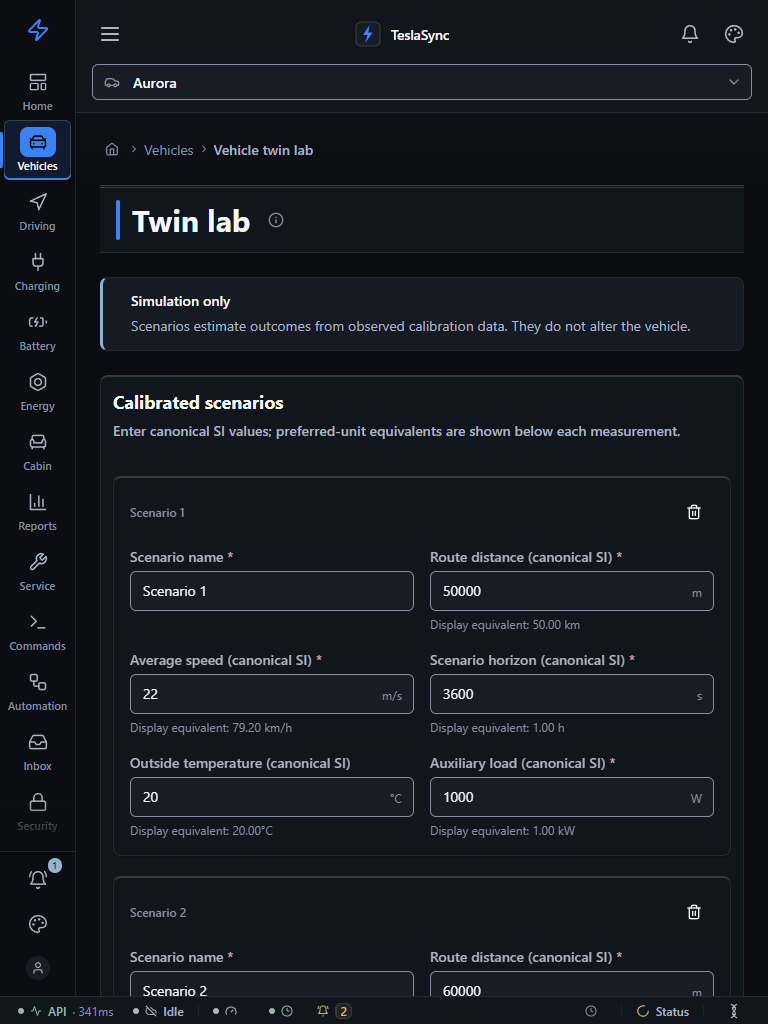 TeslaSync
Aurora
Home
Vehicles
Driving
Charging
Battery
Energy
Cabin
Reports
Service
Commands
Automation
Inbox
Security
1
Vehicles
Vehicle twin lab
Twin lab
Simulation only
Scenarios estimate outcomes from observed calibration data. They do not alter the vehicle.
Calibrated scenarios
Enter canonical SI values; preferred-unit equivalents are shown below each measurement.
Scenario 1
Scenario name *
Scenario 1
Route distance (canonical SI) *
50000 m
Display equivalent: 50.00 km
Average speed (canonical SI) *
22 m/s
Display equivalent: 79.20 km/h
Scenario horizon (canonical SI) *
3600 s
Display equivalent: 1.00 h
Outside temperature (canonical SI)
20 °C
Display equivalent: 20.00°C
Auxiliary load (canonical SI) *
1000 W
Display equivalent: 1.00 kW
Scenario 2
Scenario name *
Scenario 2
Route distance (canonical SI) *
60000 m
API · 341ms
Idle
2
Status